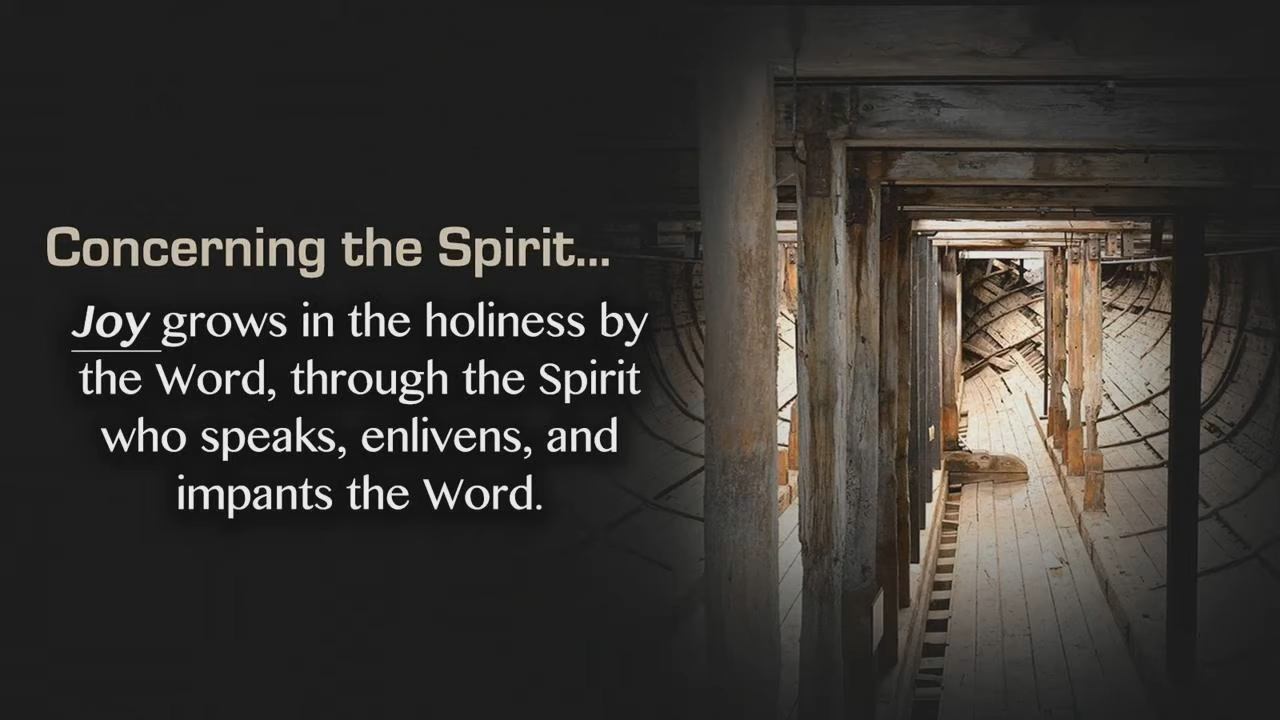 Concerning the Spirit...
Joy grows in the holiness by
the Word, through the Spirit
who speaks, enlivens, and
impants the Word.